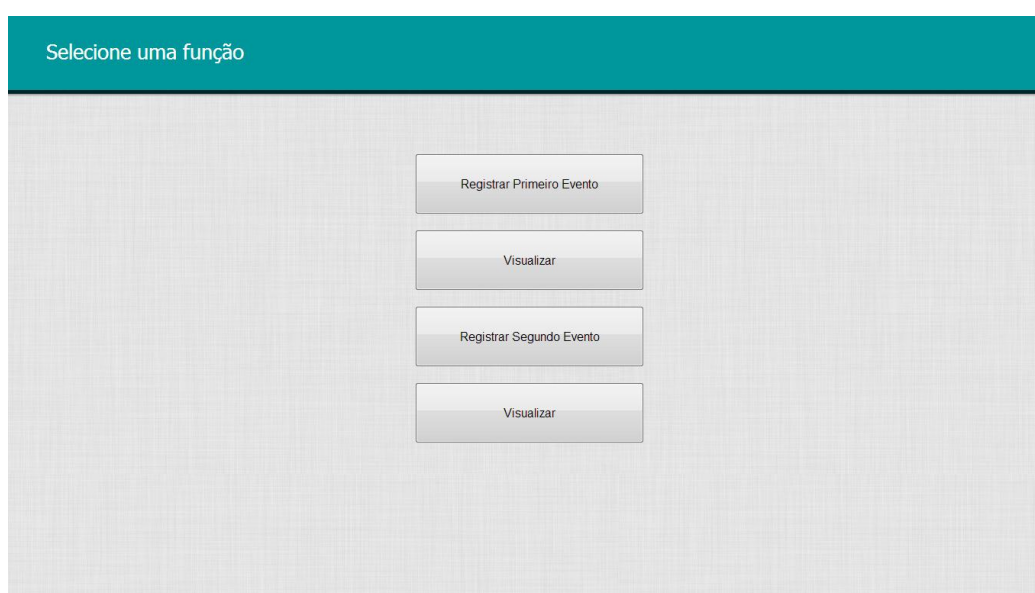 Selecione uma função
Registrar Primeiro Evento
Visualizar
Registrar Segundo Evento
Visualizar